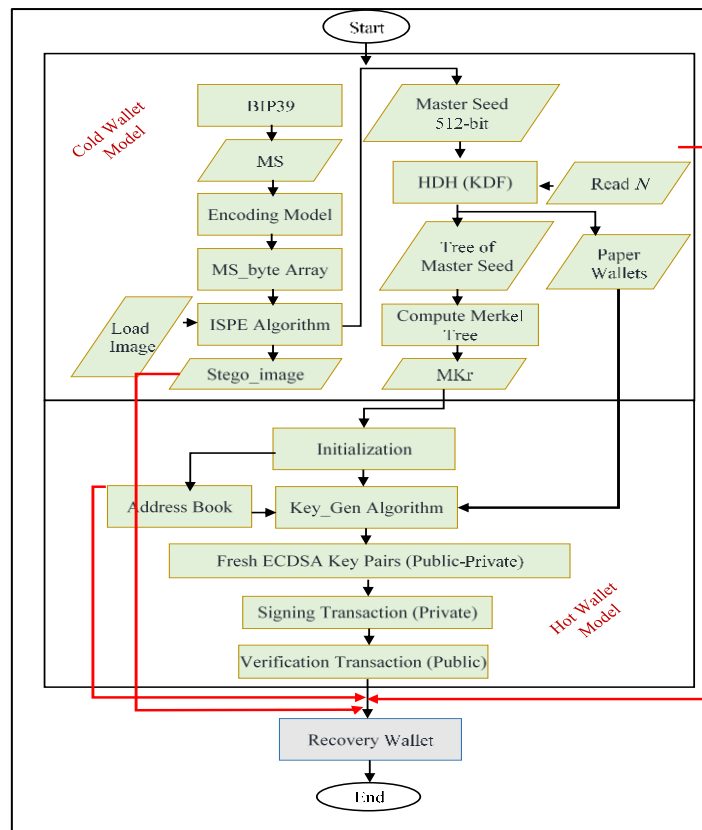 Start
Cold Wallet
Model
BIP39
MS
Encoding Model
MS_byte Array
Load
Image
ISPE Algorithm
Stego_image
Master Seed
512-bit
HDH (KDF)
Read N
Tree of
Master Seed
Paper
Wallets
Compute Merkel
Tree
MKr
Initialization
Address Book
Key_Gen Algorithm
Fresh ECDSA Key Pairs (Public-Private)
Signing Transaction (Private)
Hot Wallet
Model
Verification Transaction (Public)
Recovery Wallet
End